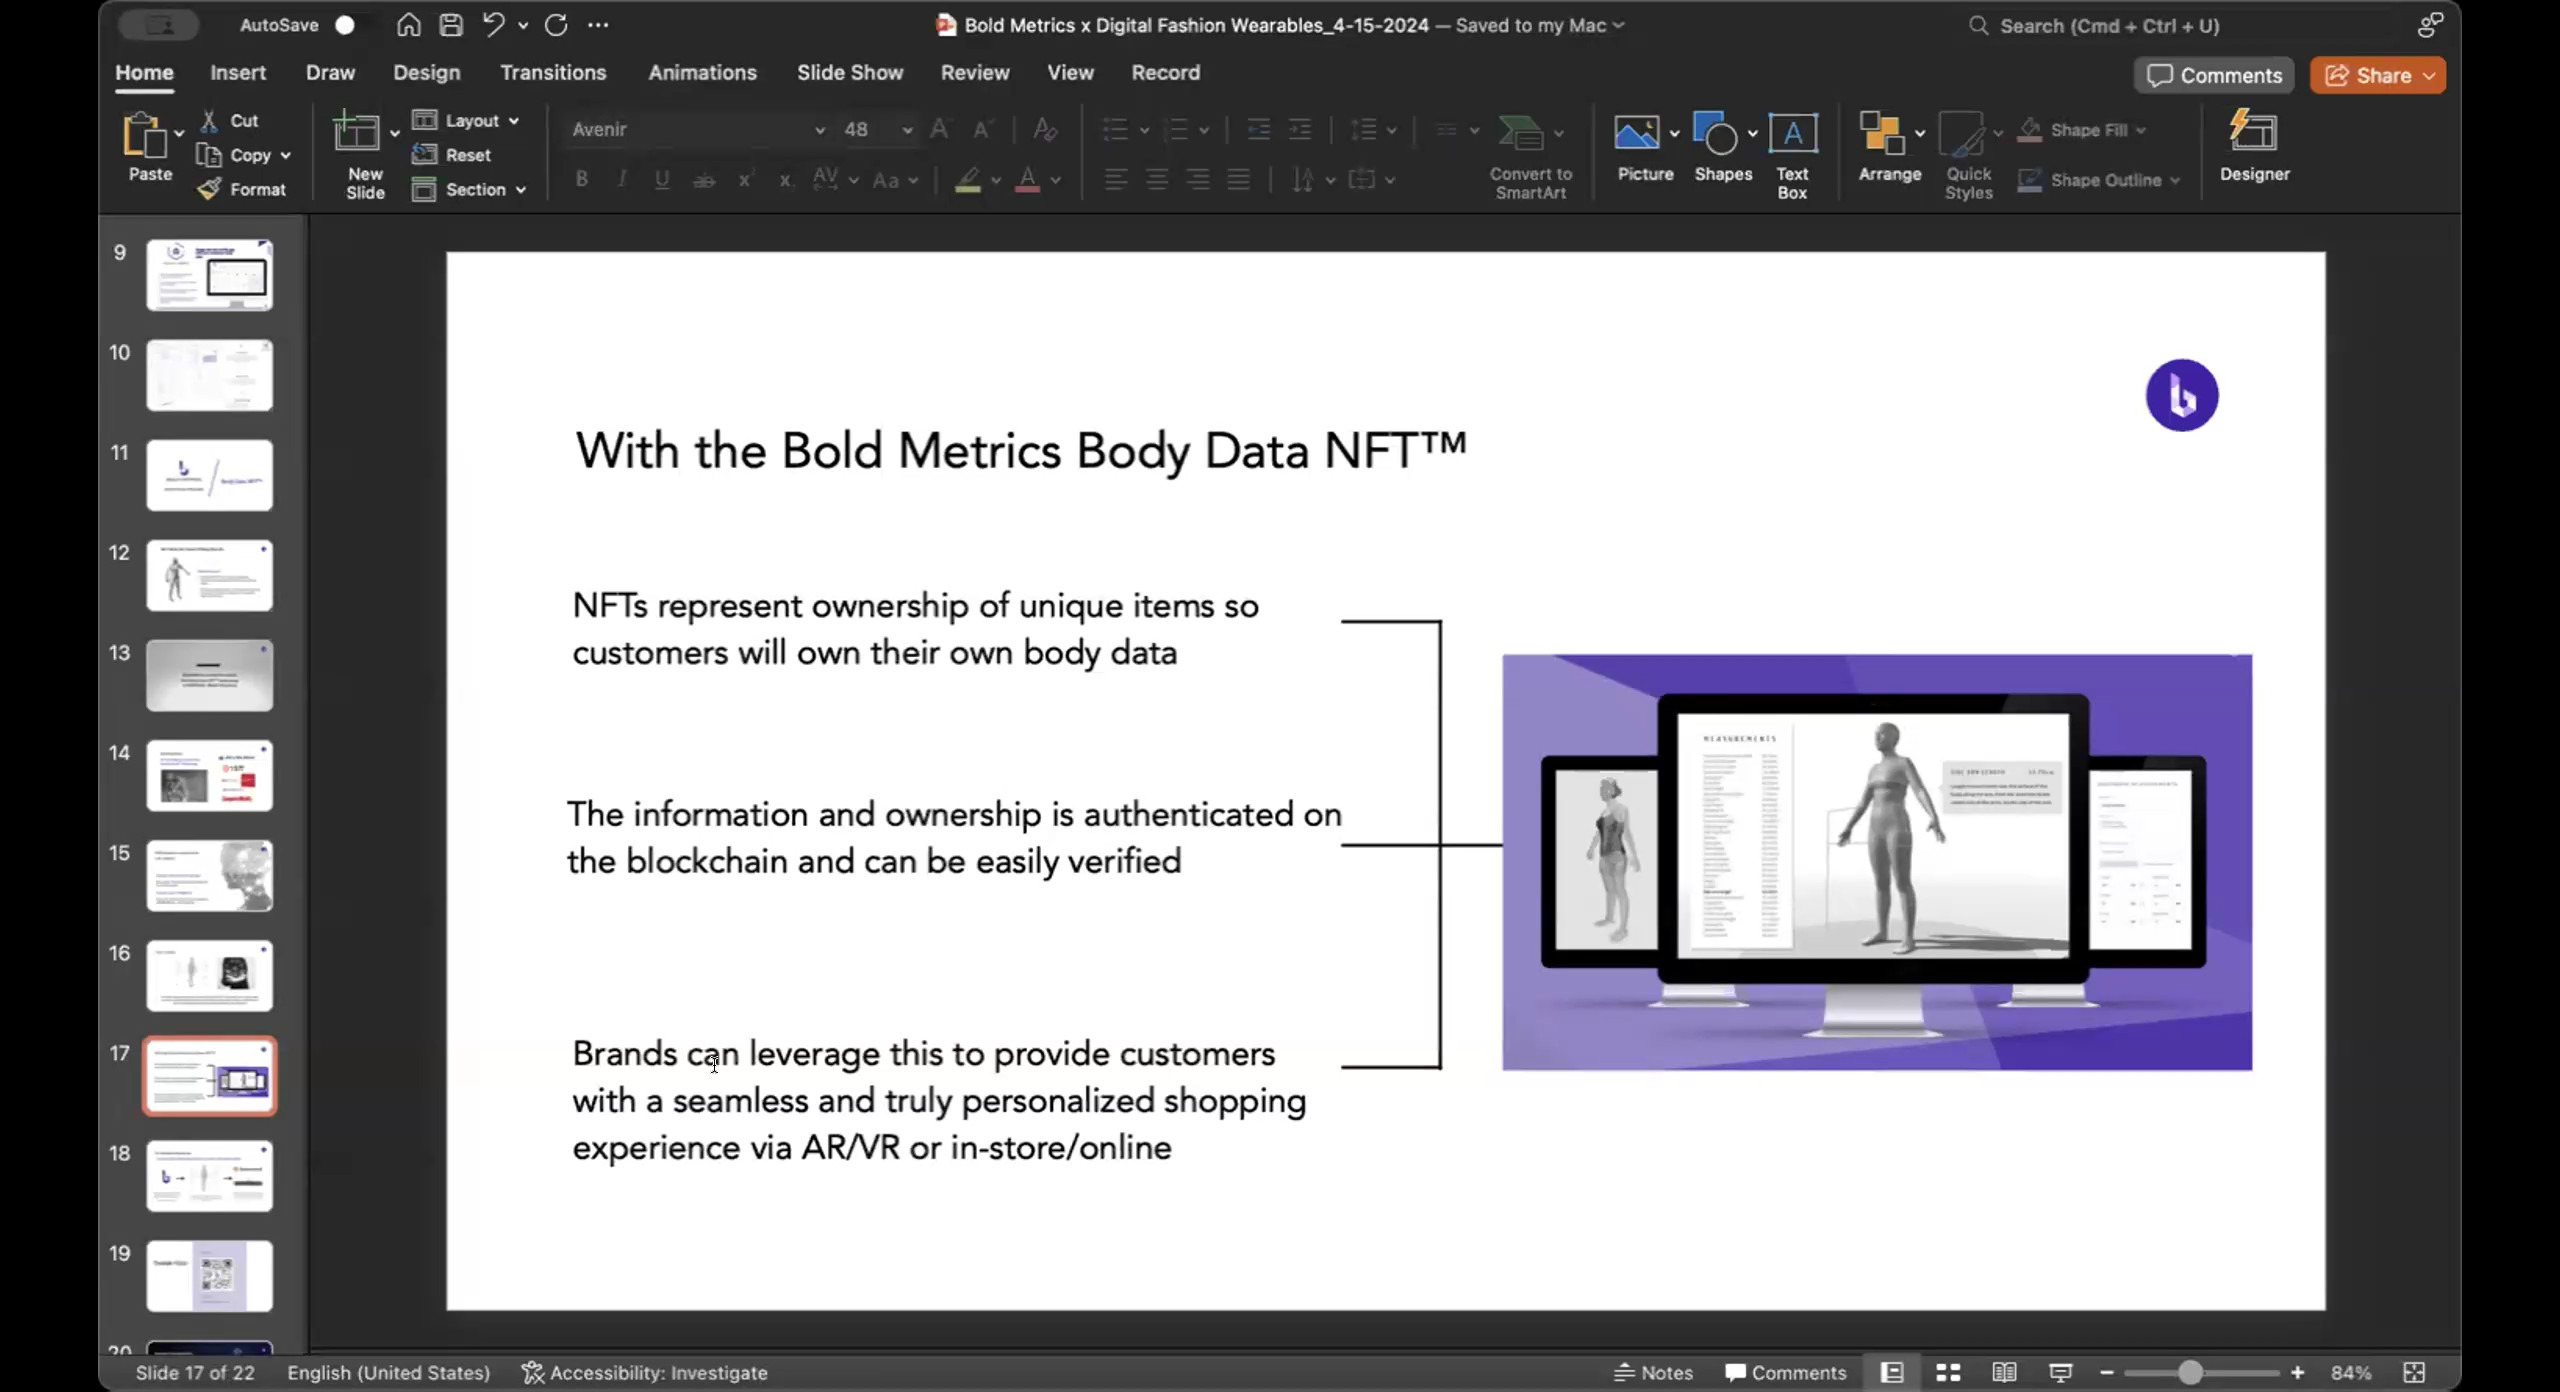 AutoSave
Bold Metrics x Digital Fashion Wearables_4-15-2024 — Saved to my Mac
Search (Cmd + Ctrl + U)
Home Insert Draw Design Transitions Animations Slide Show Review View Record
Comments Share
Paste
Cut
Copy
Format
New Slide
Layout
Reset
Section
Avenir 48
Convert to SmartArt
Picture
Shapes
Text Box
Arrange
Quick Styles
Shape Fill
Shape Outline
Designer
9
10
11
12
13
14
15
16
17
18
19
20
With the Bold Metrics Body Data NFT™
NFTs represent ownership of unique items so
customers will own their own body data
The information and ownership is authenticated on
the blockchain and can be easily verified
Brands can leverage this to provide customers
with a seamless and truly personalized shopping
experience via AR/VR or in-store/online
MEASUREMENTS
Slide 17 of 22 English (United States) Accessibility: Investigate Notes Comments 84%